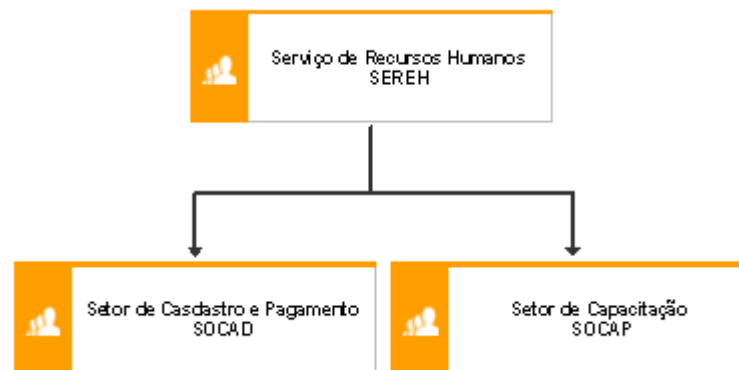 Serviço de Recursos Humanos
SEREH
Setor de Casdastro e Pagamento
SOCAD
Setor de Capacitação
SOCAP